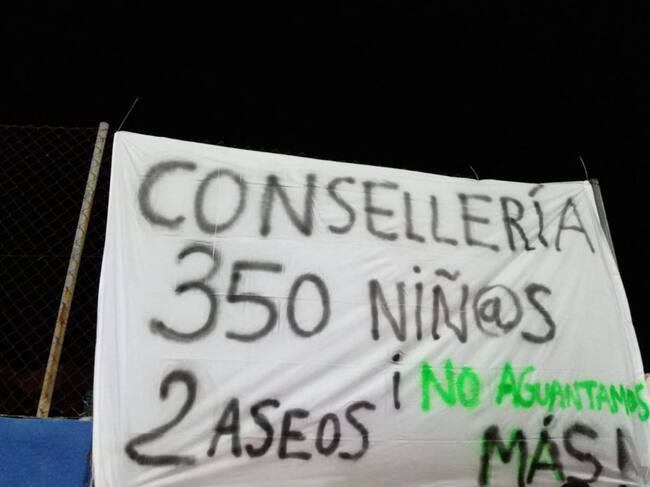 CONSELLERÍA
350 NIÑ@S
2 ASEOS ¡NO AGUANTAMOS
MÁS!